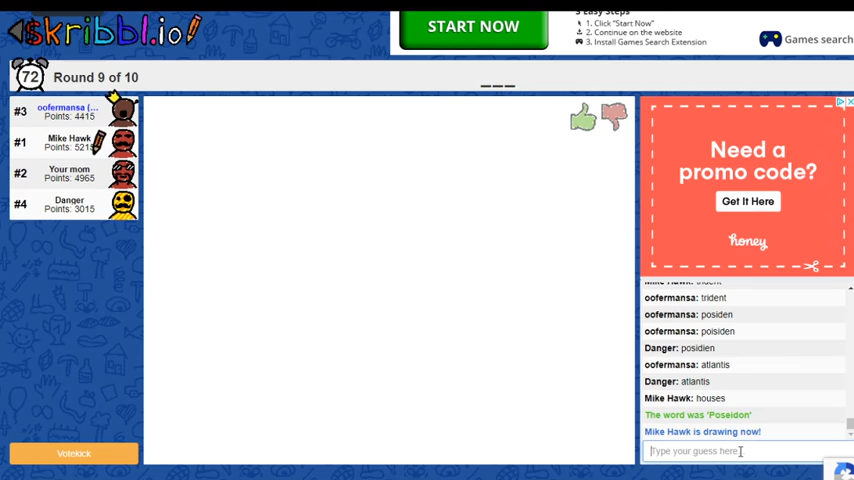 skribbl.io
START NOW
3 Easy Steps
1. Click "Start Now"
2. Continue on the website
3. Install Games Search Extension
Games search
72
Round 9 of 10
___
#3 oofermansa (...
Points: 4415
#1 Mike Hawk
Points: 5215
#2 Your mom
Points: 4965
#4 Danger
Points: 3015
Need a
promo code?
Get It Here
honey
Mike Hawk: trident
oofermansa: trident
oofermansa: posiden
oofermansa: poisiden
Danger: posidien
oofermansa: atlantis
Danger: atlantis
Mike Hawk: houses
The word was 'Poseidon'
Mike Hawk is drawing now!
Type your guess here
Votekick